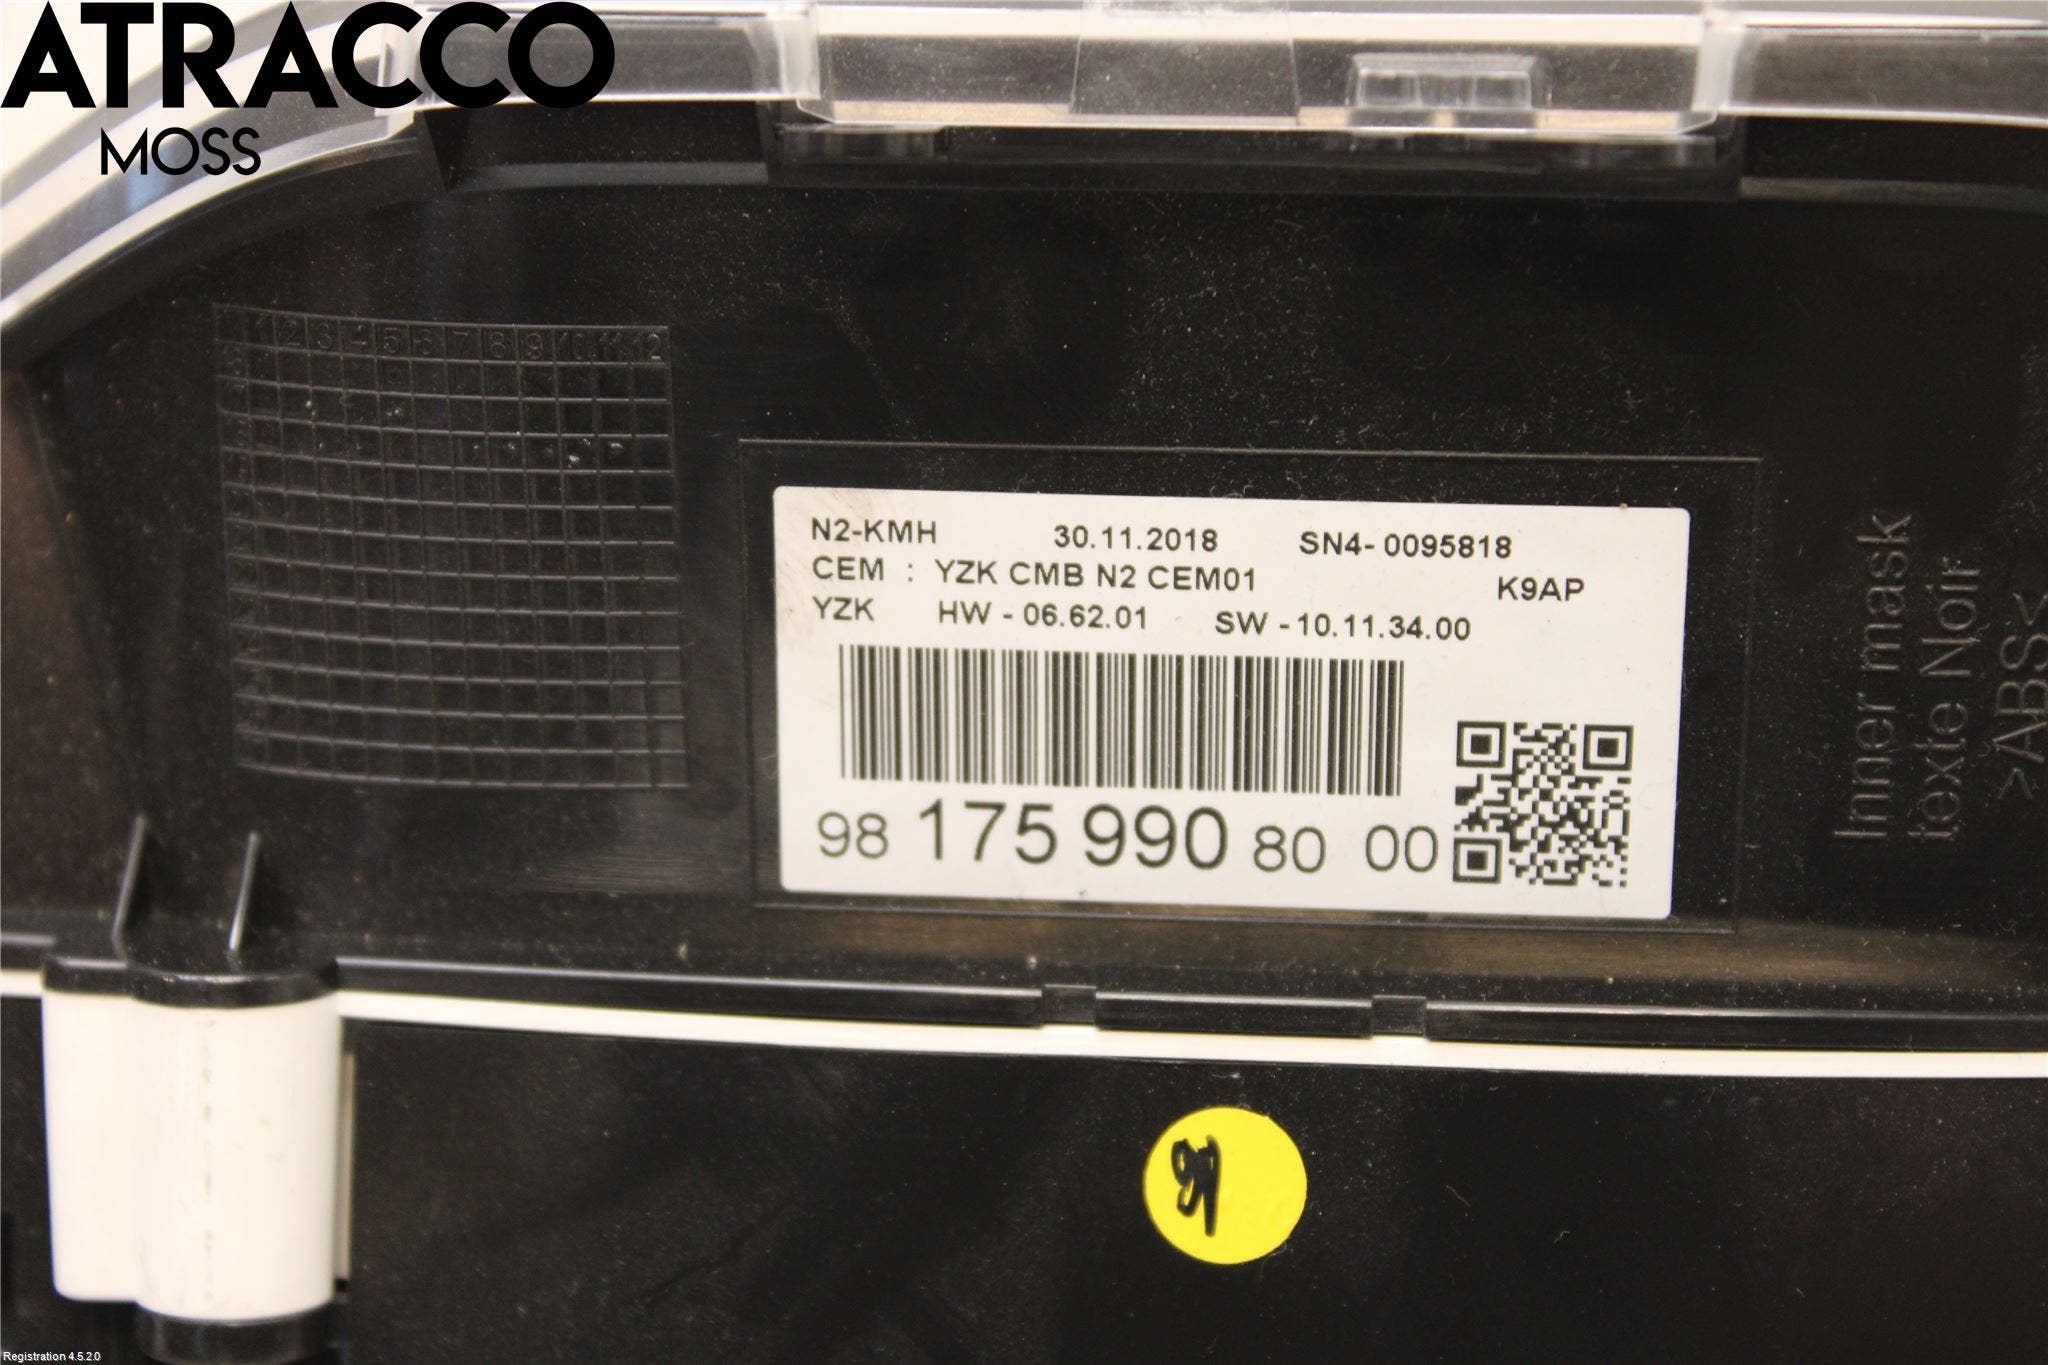 ATRACCO
MOSS
1 2 3 4 5 6 7 8 9 10 11 12
N2-KMH 30.11.2018 SN4-0095818
CEM : YZK CMB N2 CEM01 K9AP
YZK HW - 06.62.01 SW - 10.11.34.00
98 175 990 80 00
Inner mask
texte Noir
>ABS<
Registration 4.5.2.0